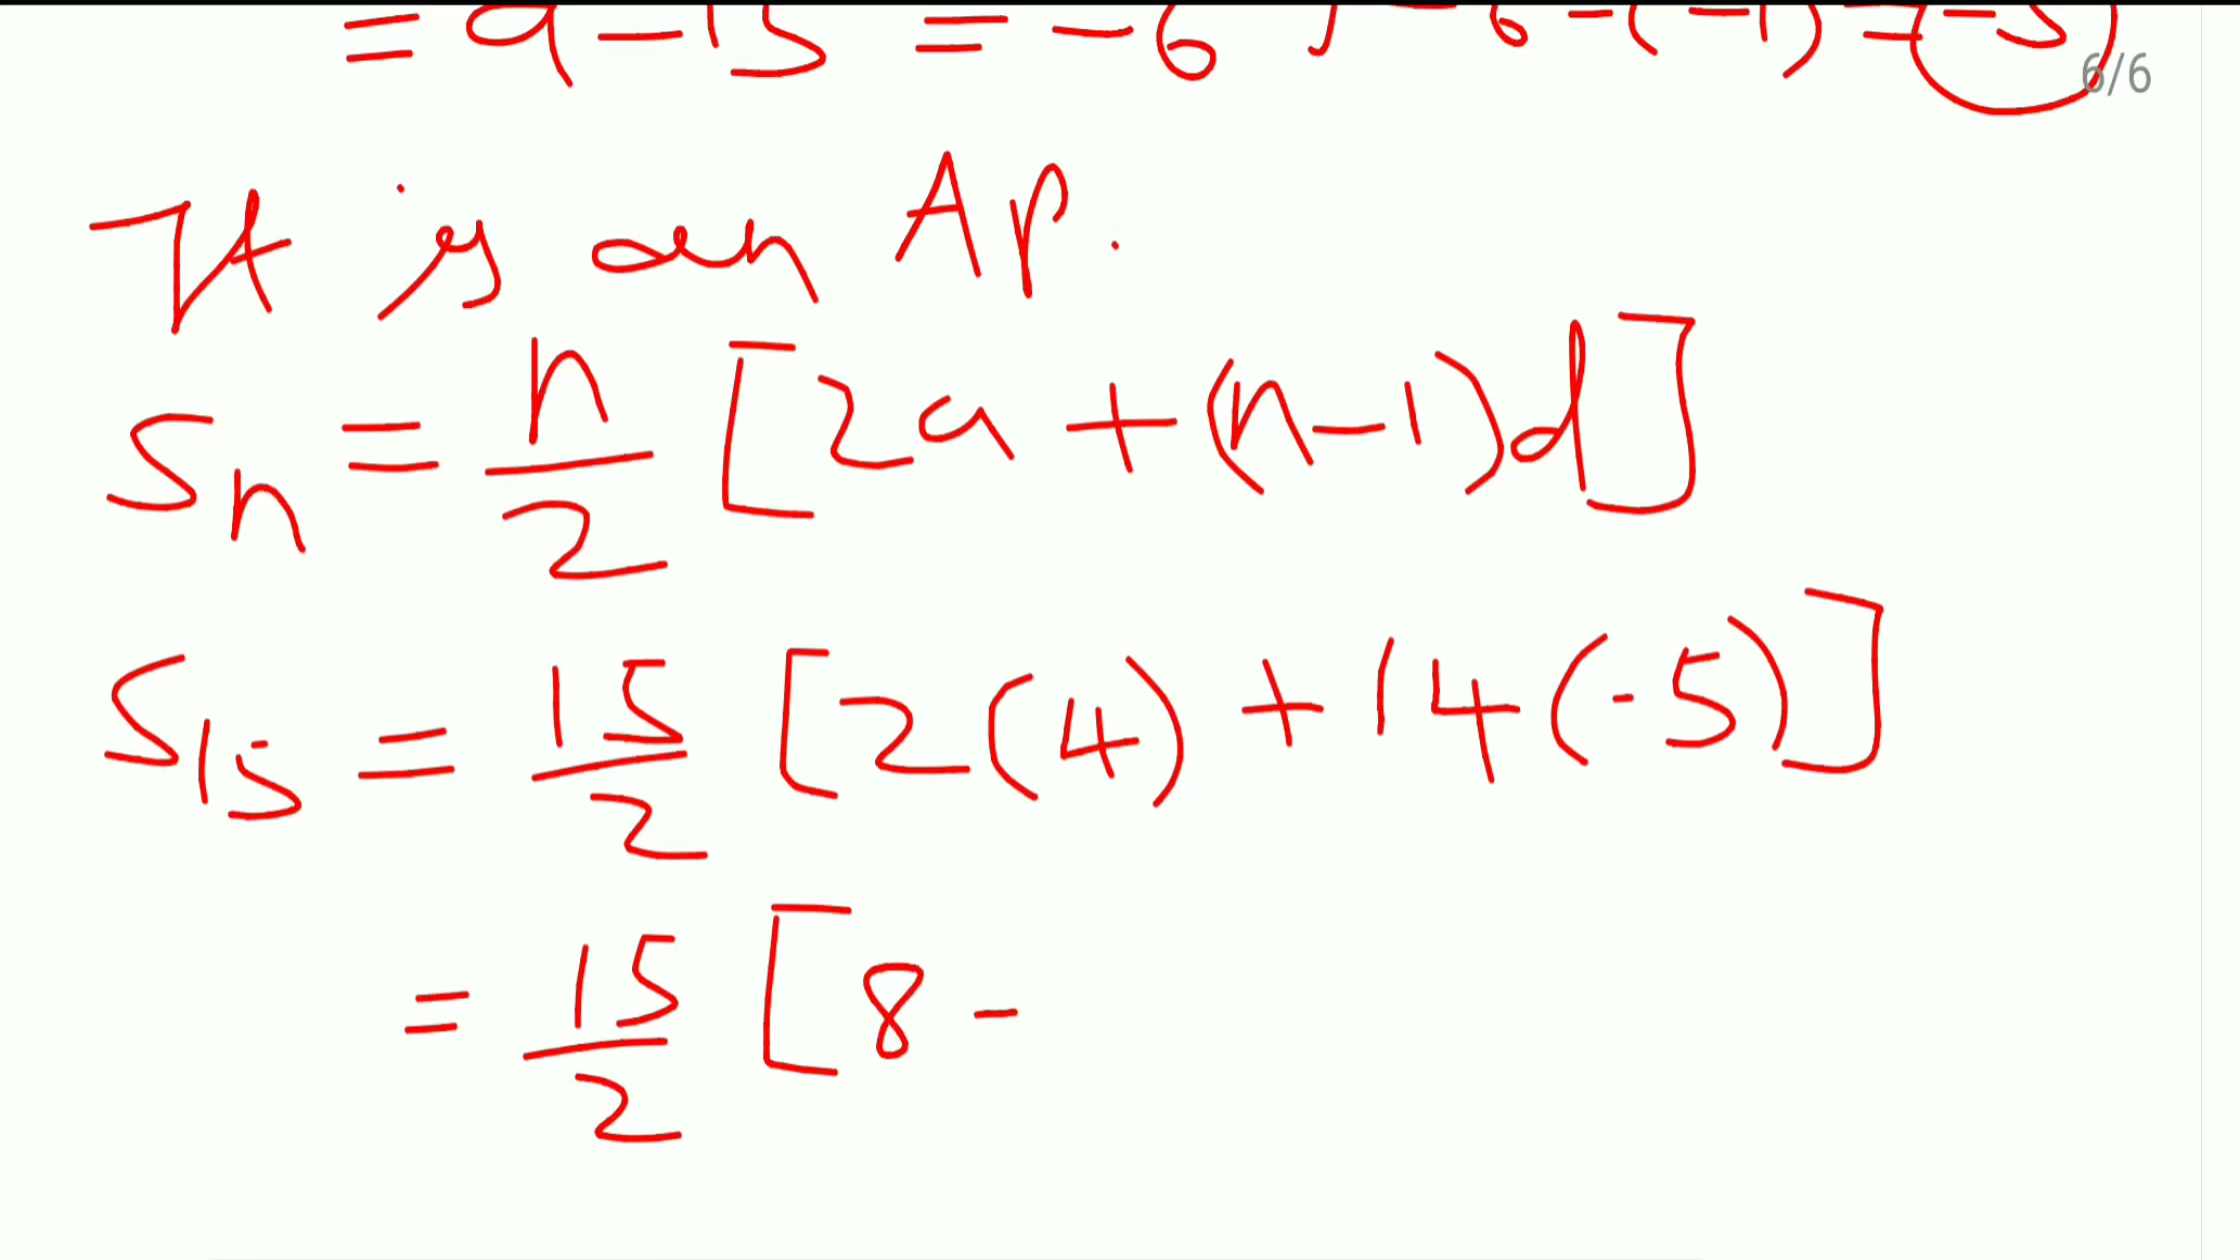 = 9 - 15 = - 6 , - 6 - (-1) = -5
6/6
It is an AP.
Sn = n/2 [2a + (n-1)d]
S15 = 15/2 [2(4) + 14(-5)]
= 15/2 [8 -